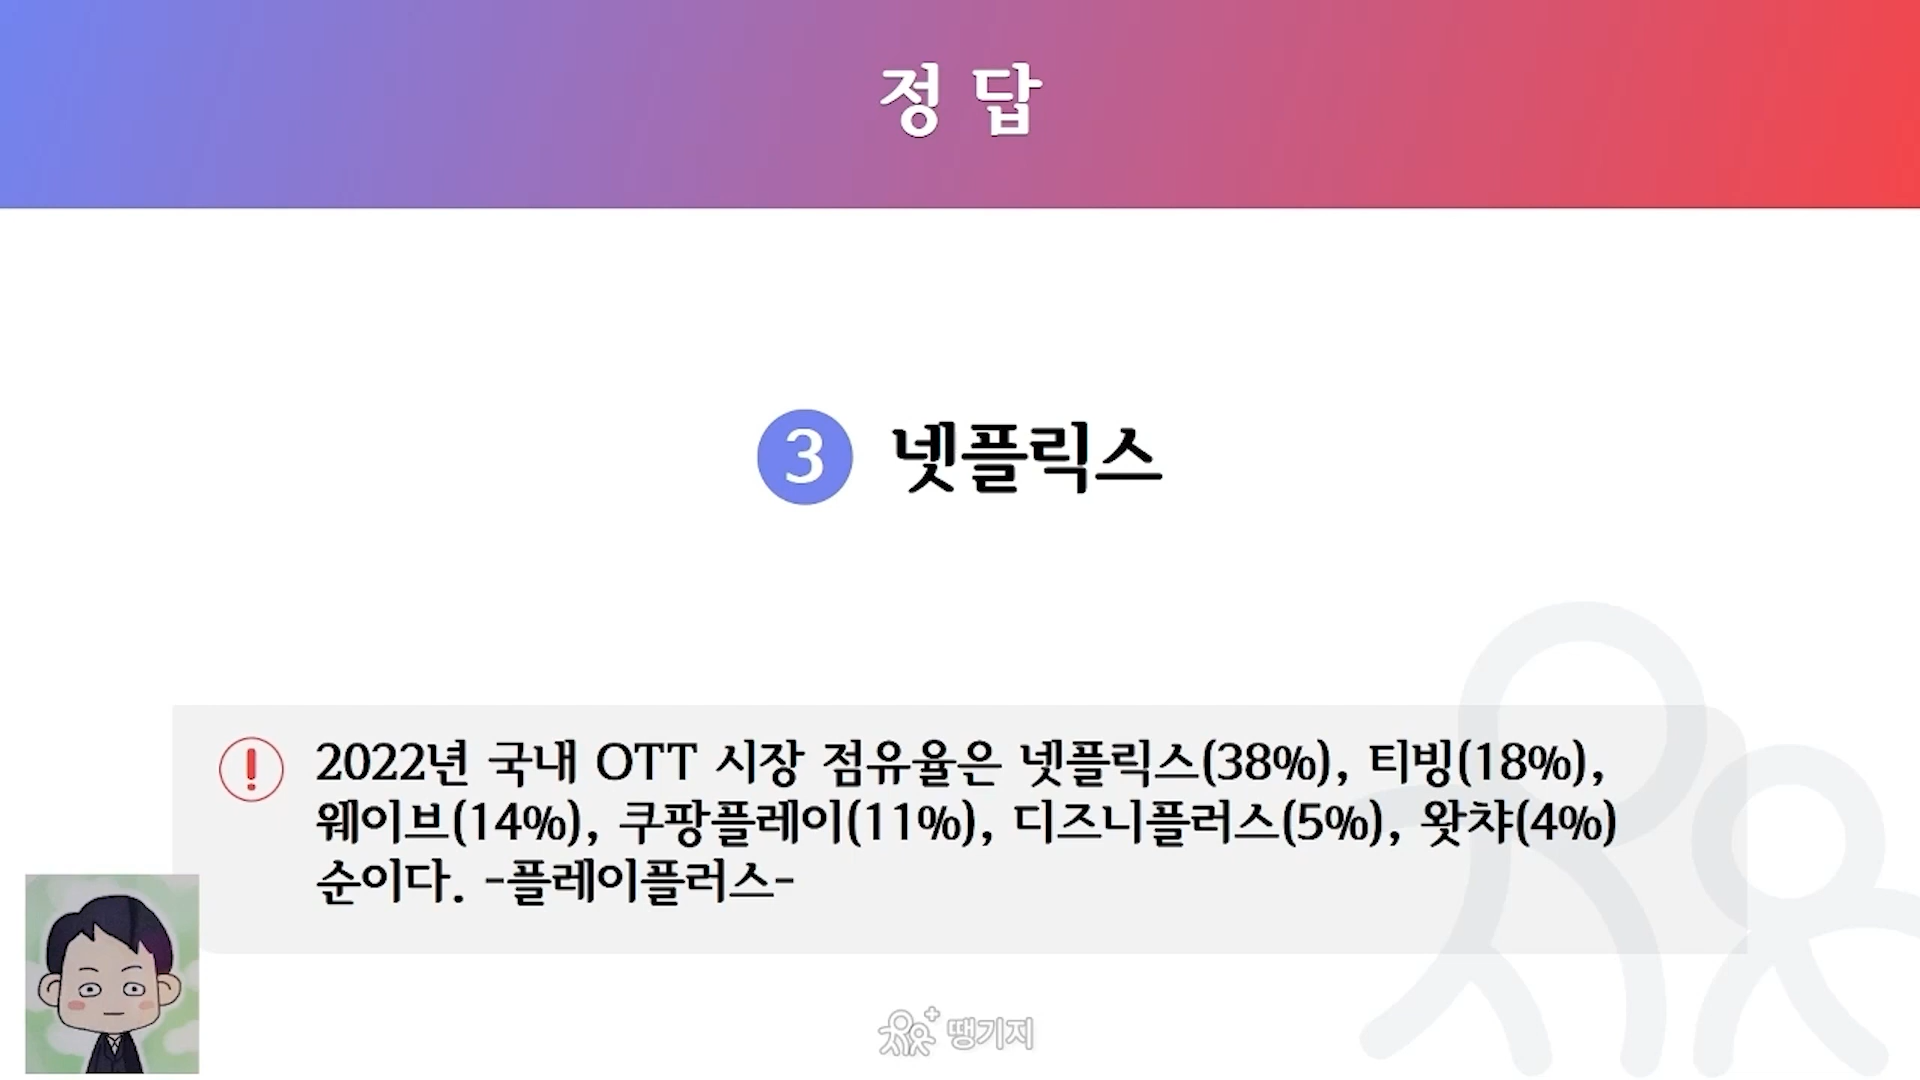 정 답
3 넷플릭스
! 2022년 국내 OTT 시장 점유율은 넷플릭스(38%), 티빙(18%),
웨이브(14%), 쿠팡플레이(11%), 디즈니플러스(5%), 왓챠(4%)
순이다. -플레이플러스-
땡기지